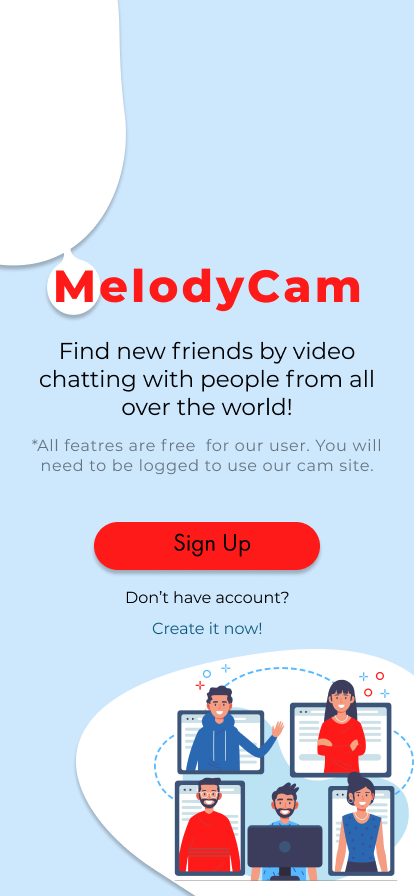 MelodyCam
Find new friends by video
chatting with people from all
over the world!
*All featres are free  for our user. You will
need to be logged to use our cam site.
Sign Up
Don’t have account?
Create it now!